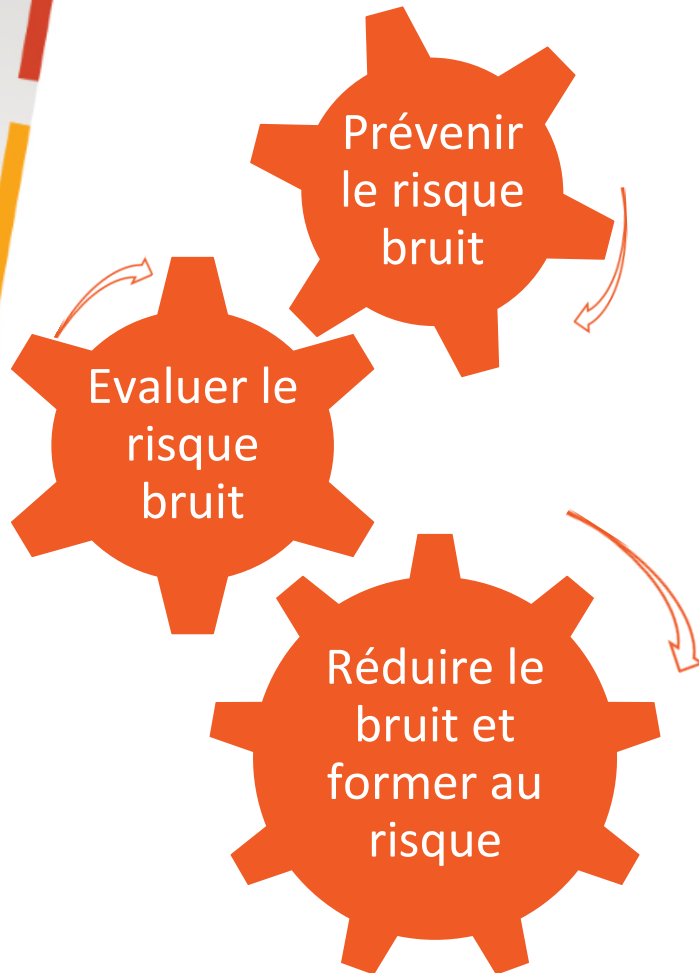 Prévenir
le risque
bruit
Evaluer le
risque
bruit
Réduire le
bruit et
former au
risque